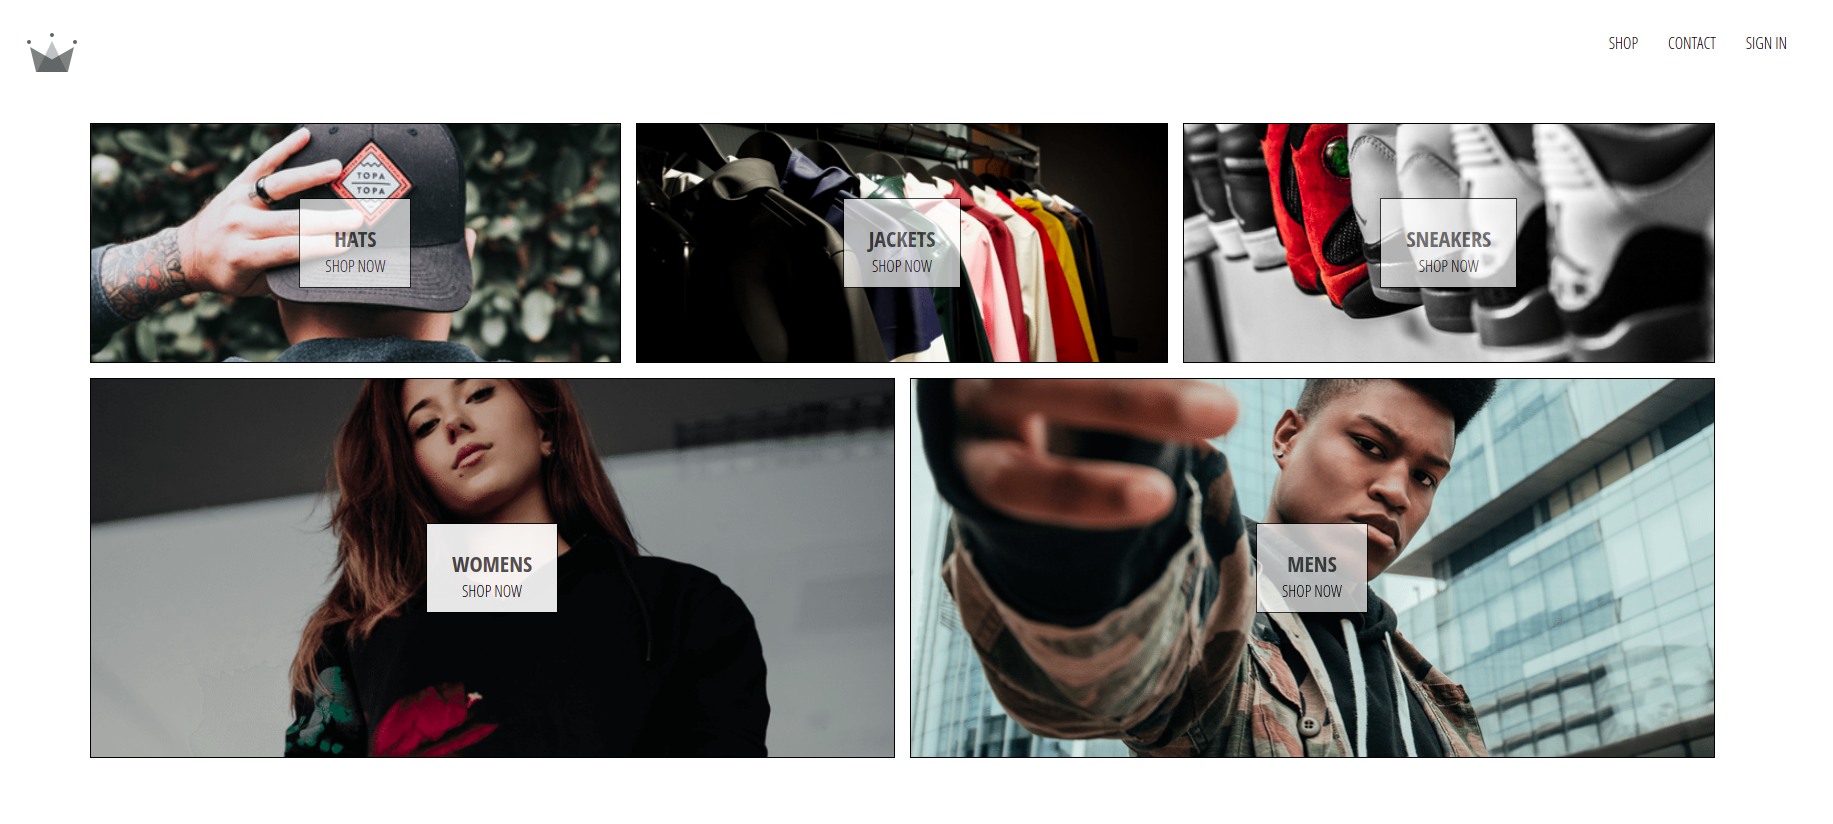 SHOP
CONTACT
SIGN IN
TOPA
TOPA
HATS
SHOP NOW
JACKETS
SHOP NOW
SNEAKERS
SHOP NOW
WOMENS
SHOP NOW
MENS
SHOP NOW